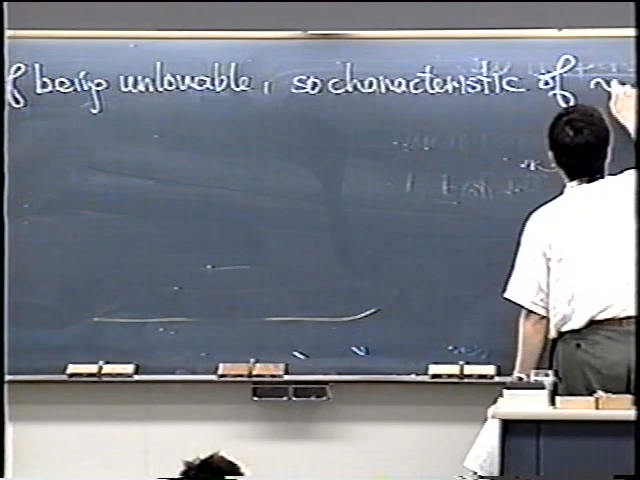 f being unlovable, so characteristic of